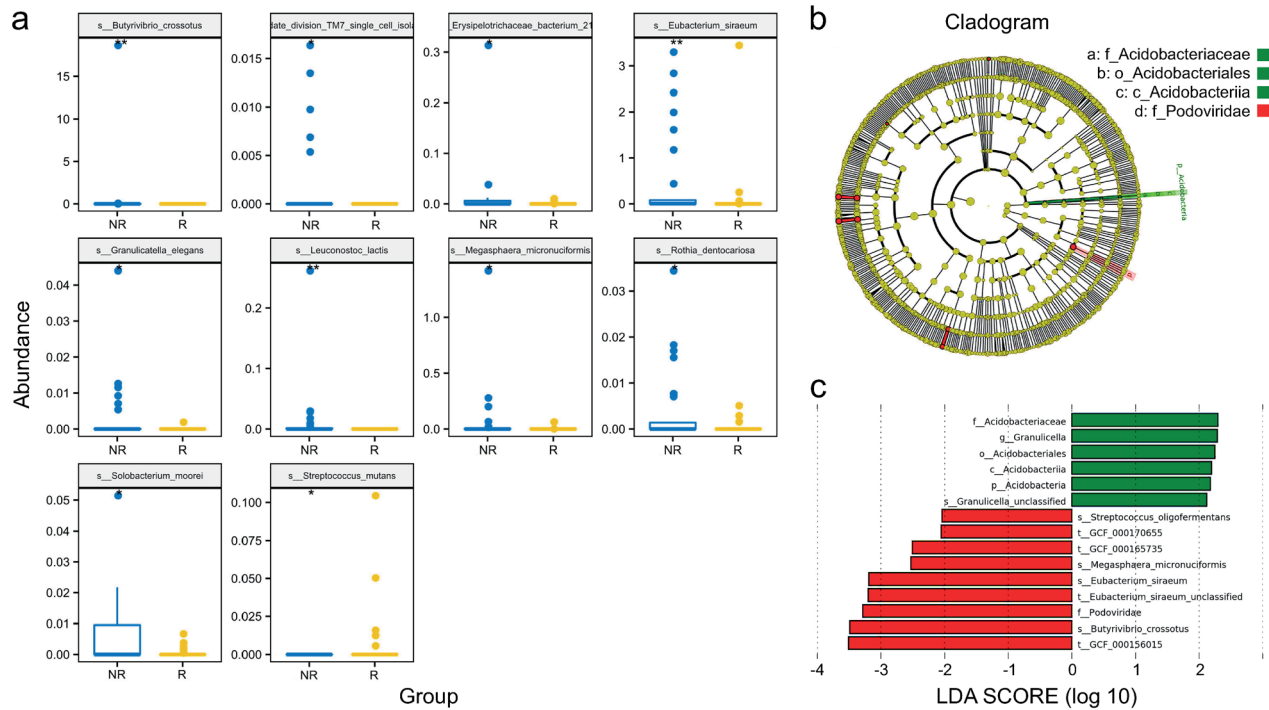 a
s__Butyrivibrio_crossotus
date_division_TM7_single_cell_isola
_Erysipelotrichaceae_bacterium_21
s__Eubacterium_siraeum
** * * **
15
10
5
0
0.015
0.010
0.005
0.000
0.3
0.2
0.1
0.0
3
2
1
0
NR R
NR R
NR R
NR R
s__Granulicatella_elegans
s__Leuconostoc_lactis
s__Megasphaera_micronuciformis
s__Rothia_dentocariosa
* ** * *
0.04
0.03
0.02
0.01
0.00
0.2
0.1
0.0
1.0
0.5
0.0
0.03
0.02
0.01
0.00
NR R
NR R
NR R
NR R
s__Solobacterium_moorei
s__Streptococcus_mutans
* *
0.05
0.04
0.03
0.02
0.01
0.00
0.100
0.075
0.050
0.025
0.000
NR R
NR R
Abundance
Group
b
Cladogram
a: f_Acidobacteriaceae
b: o_Acidobacteriales
c: c_Acidobacteriia
d: f_Podoviridae
p_Acidobacteria
c
f__Acidobacteriaceae
g__Granulicella
o__Acidobacteriales
c__Acidobacteriia
p__Acidobacteria
s__Granulicella_unclassified
s__Streptococcus_oligofermentans
t__GCF_000170655
t__GCF_000165735
s__Megasphaera_micronuciformis
s__Eubacterium_siraeum
t__Eubacterium_siraeum_unclassified
f__Podoviridae
s__Butyrivibrio_crossotus
t__GCF_000156015
-4 -3 -2 -1 0 1 2
LDA SCORE (log 10)